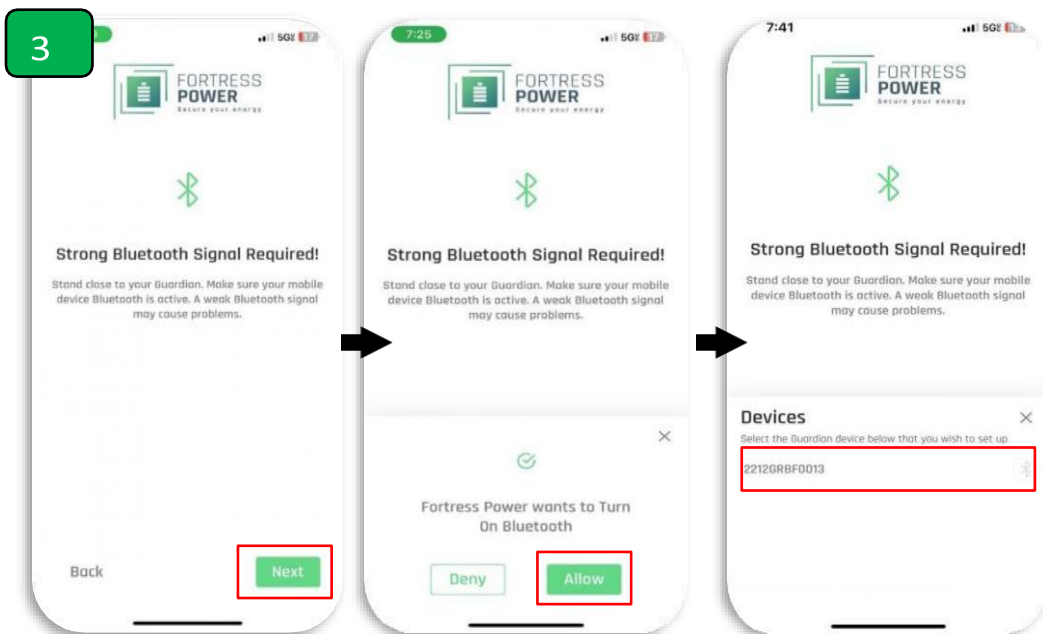 3
5G
17
FORTRESS
POWER
Secure your energy
Strong Bluetooth Signal Required!
Stand close to your Guardian. Make sure your mobile
device Bluetooth is active. A weak Bluetooth signal
may cause problems.
Back
Next
7:25
5G
17
FORTRESS
POWER
Secure your energy
Strong Bluetooth Signal Required!
Stand close to your Guardian. Make sure your mobile
device Bluetooth is active. A weak Bluetooth signal
may cause problems.
Fortress Power wants to Turn
On Bluetooth
Deny
Allow
7:41
5G
FORTRESS
POWER
Secure your energy
Strong Bluetooth Signal Required!
Stand close to your Guardian. Make sure your mobile
device Bluetooth is active. A weak Bluetooth signal
may cause problems.
Devices
Select the Guardian device below that you wish to set up
2212GRBF0013